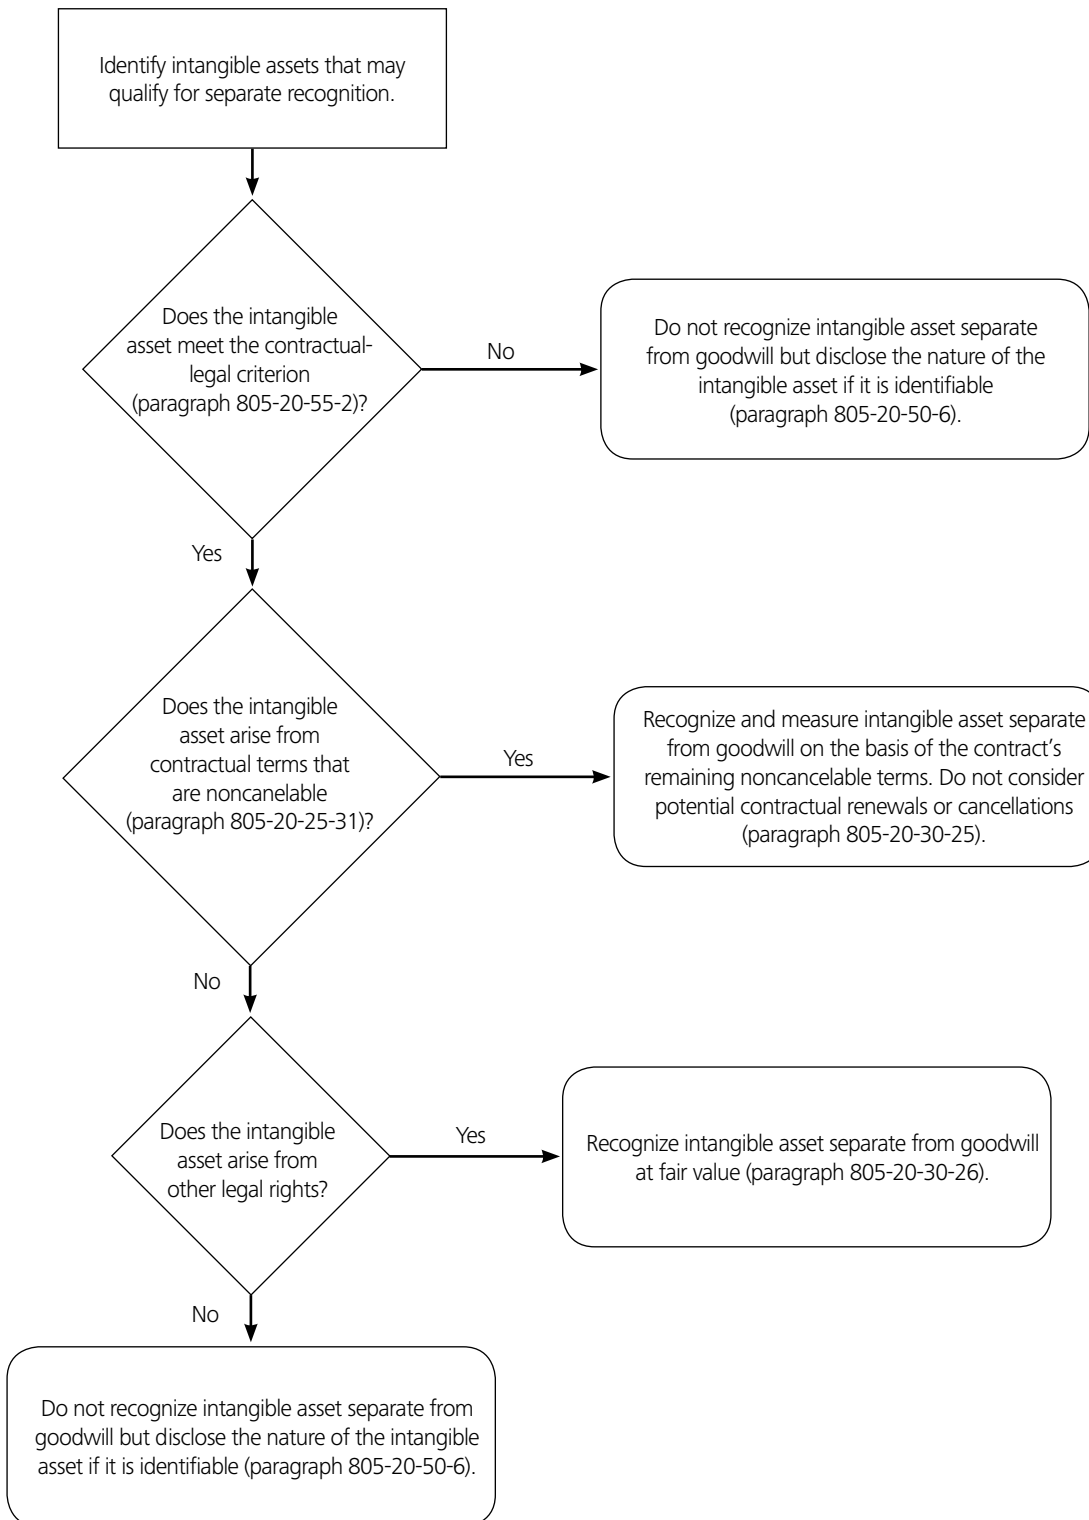 Identify intangible assets that may
qualify for separate recognition.
Does the intangible
asset meet the contractual-
legal criterion
(paragraph 805-20-55-2)?
No
Do not recognize intangible asset separate
from goodwill but disclose the nature of the
intangible asset if it is identifiable
(paragraph 805-20-50-6).
Yes
Does the intangible
asset arise from
contractual terms that
are noncanelable
(paragraph 805-20-25-31)?
Yes
Recognize and measure intangible asset separate
from goodwill on the basis of the contract’s
remaining noncancelable terms. Do not consider
potential contractual renewals or cancellations
(paragraph 805-20-30-25).
No
Does the intangible
asset arise from
other legal rights?
Yes
Recognize intangible asset separate from goodwill
at fair value (paragraph 805-20-30-26).
No
Do not recognize intangible asset separate from
goodwill but disclose the nature of the intangible
asset if it is identifiable (paragraph 805-20-50-6).